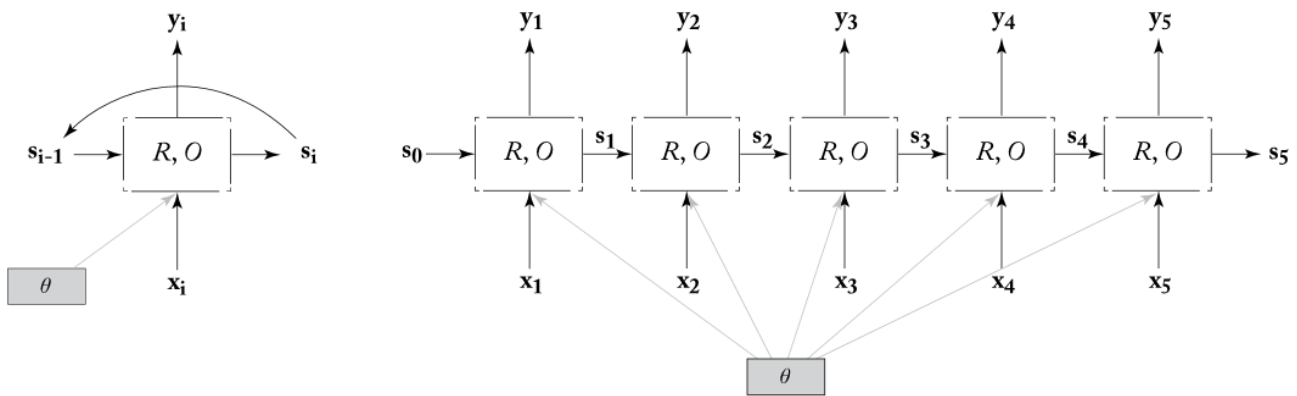 yi
y1 y2 y3 y4 y5
si-1 R, O si
s0 R, O s1 R, O s2 R, O s3 R, O s4 R, O s5
θ
xi
x1 x2 x3 x4 x5
θ